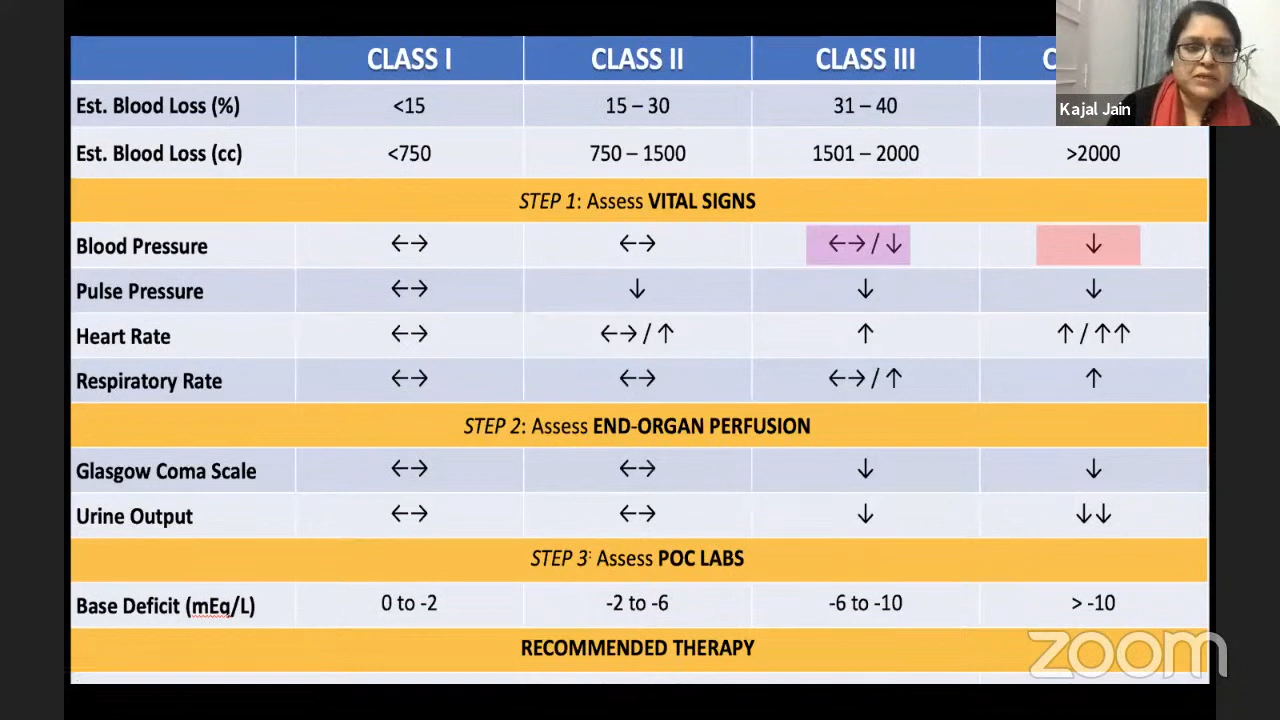 CLASS I CLASS II CLASS III C
Kajal Jain
Est. Blood Loss (%) <15 15 – 30 31 – 40
Est. Blood Loss (cc) <750 750 – 1500 1501 – 2000 >2000
STEP 1: Assess VITAL SIGNS
Blood Pressure ←→ ←→ ←→ / ↓ ↓
Pulse Pressure ←→ ↓ ↓ ↓
Heart Rate ←→ ←→ / ↑ ↑ ↑ / ↑↑
Respiratory Rate ←→ ←→ ←→ / ↑ ↑
STEP 2: Assess END-ORGAN PERFUSION
Glasgow Coma Scale ←→ ←→ ↓ ↓
Urine Output ←→ ←→ ↓ ↓↓
STEP 3: Assess POC LABS
Base Deficit (mEq/L) 0 to -2 -2 to -6 -6 to -10 > -10
RECOMMENDED THERAPY
zoom